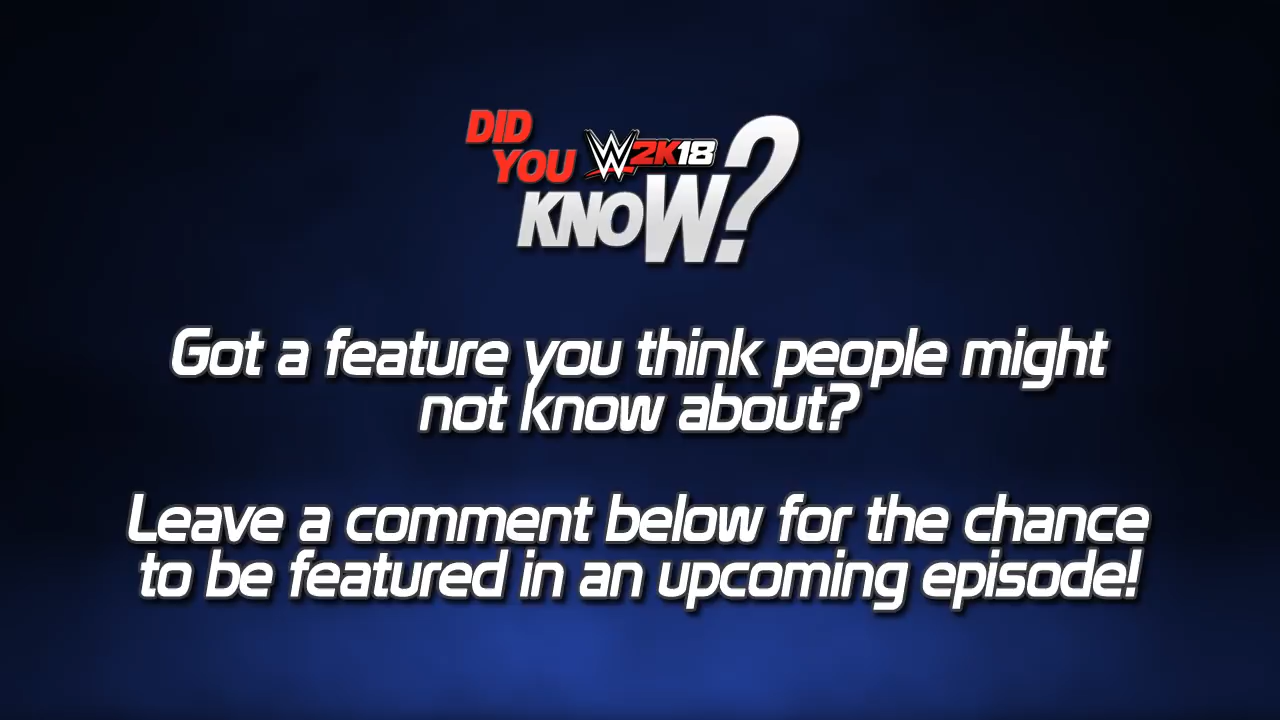 DID
YOU W 2K18
KNOW?
Got a feature you think people might
not know about?
Leave a comment below for the chance
to be featured in an upcoming episode!